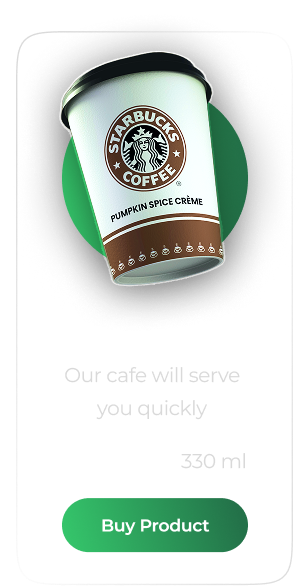 STARBUCKS
COFFEE
®
PUMPKIN SPICE CRÈME
Our cafe will serve
you quickly
330 ml
Buy Product